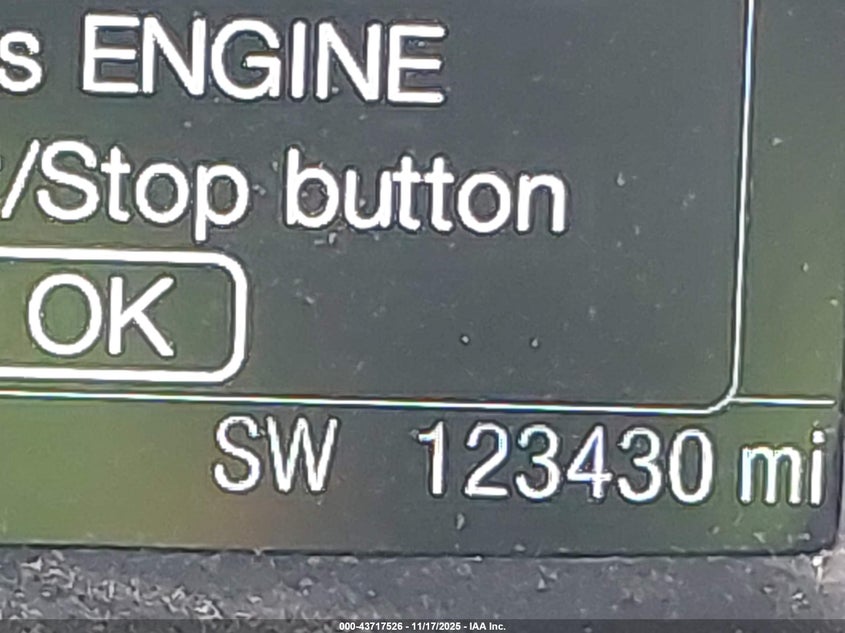 s ENGINE
/Stop button
OK
SW 123430 mi
000-43717526 - 11/17/2025 - IAA Inc.